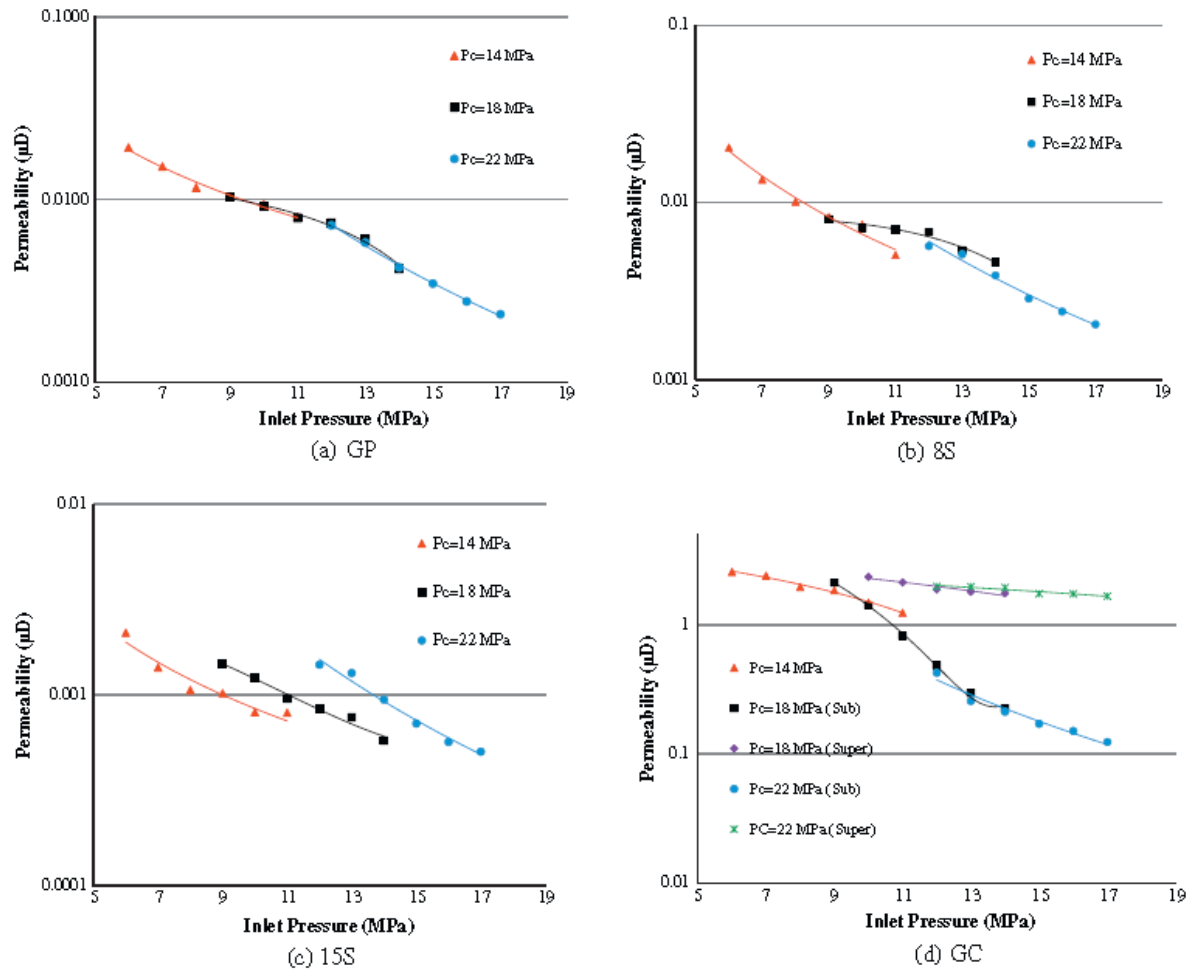 0.1000
0.0100
0.0010
Permeability (µD)
Pc=14 MPa
Pc=18 MPa
Pc=22 MPa
5 7 9 11 13 15 17 19
Inlet Pressure (MPa)
(a) GP
0.1
0.01
0.001
Permeability (µD)
Pc=14 MPa
Pc=18 MPa
Pc=22 MPa
5 7 9 11 13 15 17 19
Inlet Pressure (MPa)
(b) 8S
0.01
0.001
0.0001
Permeability (µD)
Pc=14 MPa
Pc=18 MPa
Pc=22 MPa
5 7 9 11 13 15 17 19
Inlet Pressure (MPa)
(c) 15S
1
0.1
0.01
Permeability (µD)
Pc=14 MPa
Pc=18 MPa (Sub)
Pc=18 MPa (Super)
Pc=22 MPa (Sub)
PC=22 MPa (Super)
5 7 9 11 13 15 17 19
Inlet Pressure (MPa)
(d) GC